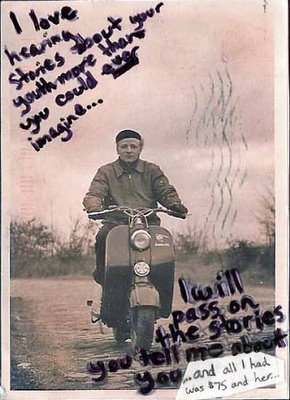 I love
hearing
stories about your
youth more than
you could ever
imagine...
I will
pass on
the stories
you tell me about
you
...and all I had
was $75 and her...